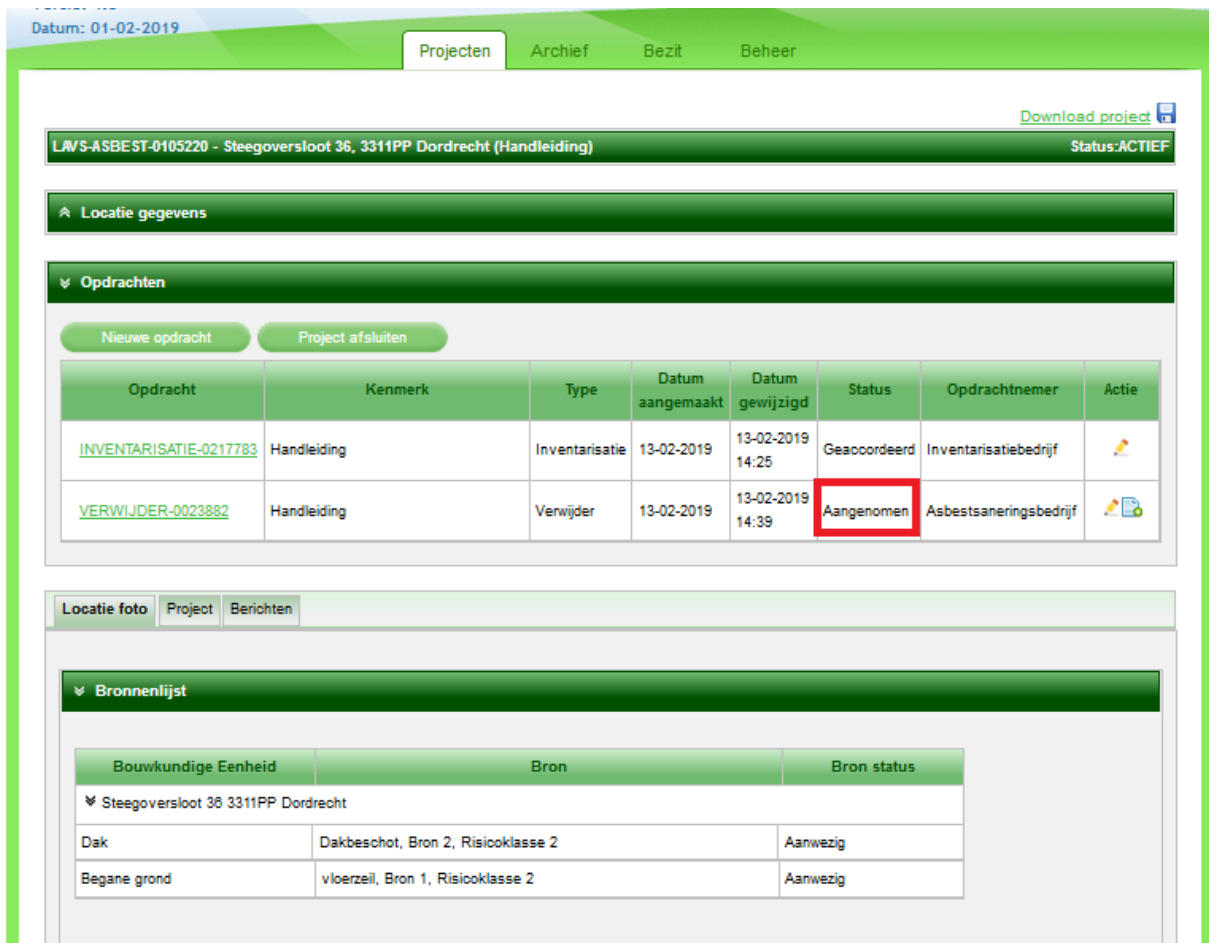 Datum: 01-02-2019
Projecten Archief Bezit Beheer
Download project
LAVS-ASBEST-0105220 - Steegoversloot 36, 3311PP Dordrecht (Handleiding) Status:ACTIEF
Locatie gegevens
Opdrachten
Nieuwe opdracht Project afsluiten
Opdracht Kenmerk Type Datum aangemaakt Datum gewijzigd Status Opdrachtnemer Actie
INVENTARISATIE-0217783 Handleiding Inventarisatie 13-02-2019 13-02-2019 14:25 Geaccordeerd Inventarisatiebedrijf
VERWIJDER-0023882 Handleiding Verwijder 13-02-2019 13-02-2019 14:39 Aangenomen Asbestsaneringsbedrijf
Locatie foto Project Berichten
Bronnenlijst
Bouwkundige Eenheid Bron Bron status
Steegoversloot 36 3311PP Dordrecht
Dak Dakbeschot, Bron 2, Risicoklasse 2 Aanwezig
Begane grond vloerzeil, Bron 1, Risicoklasse 2 Aanwezig